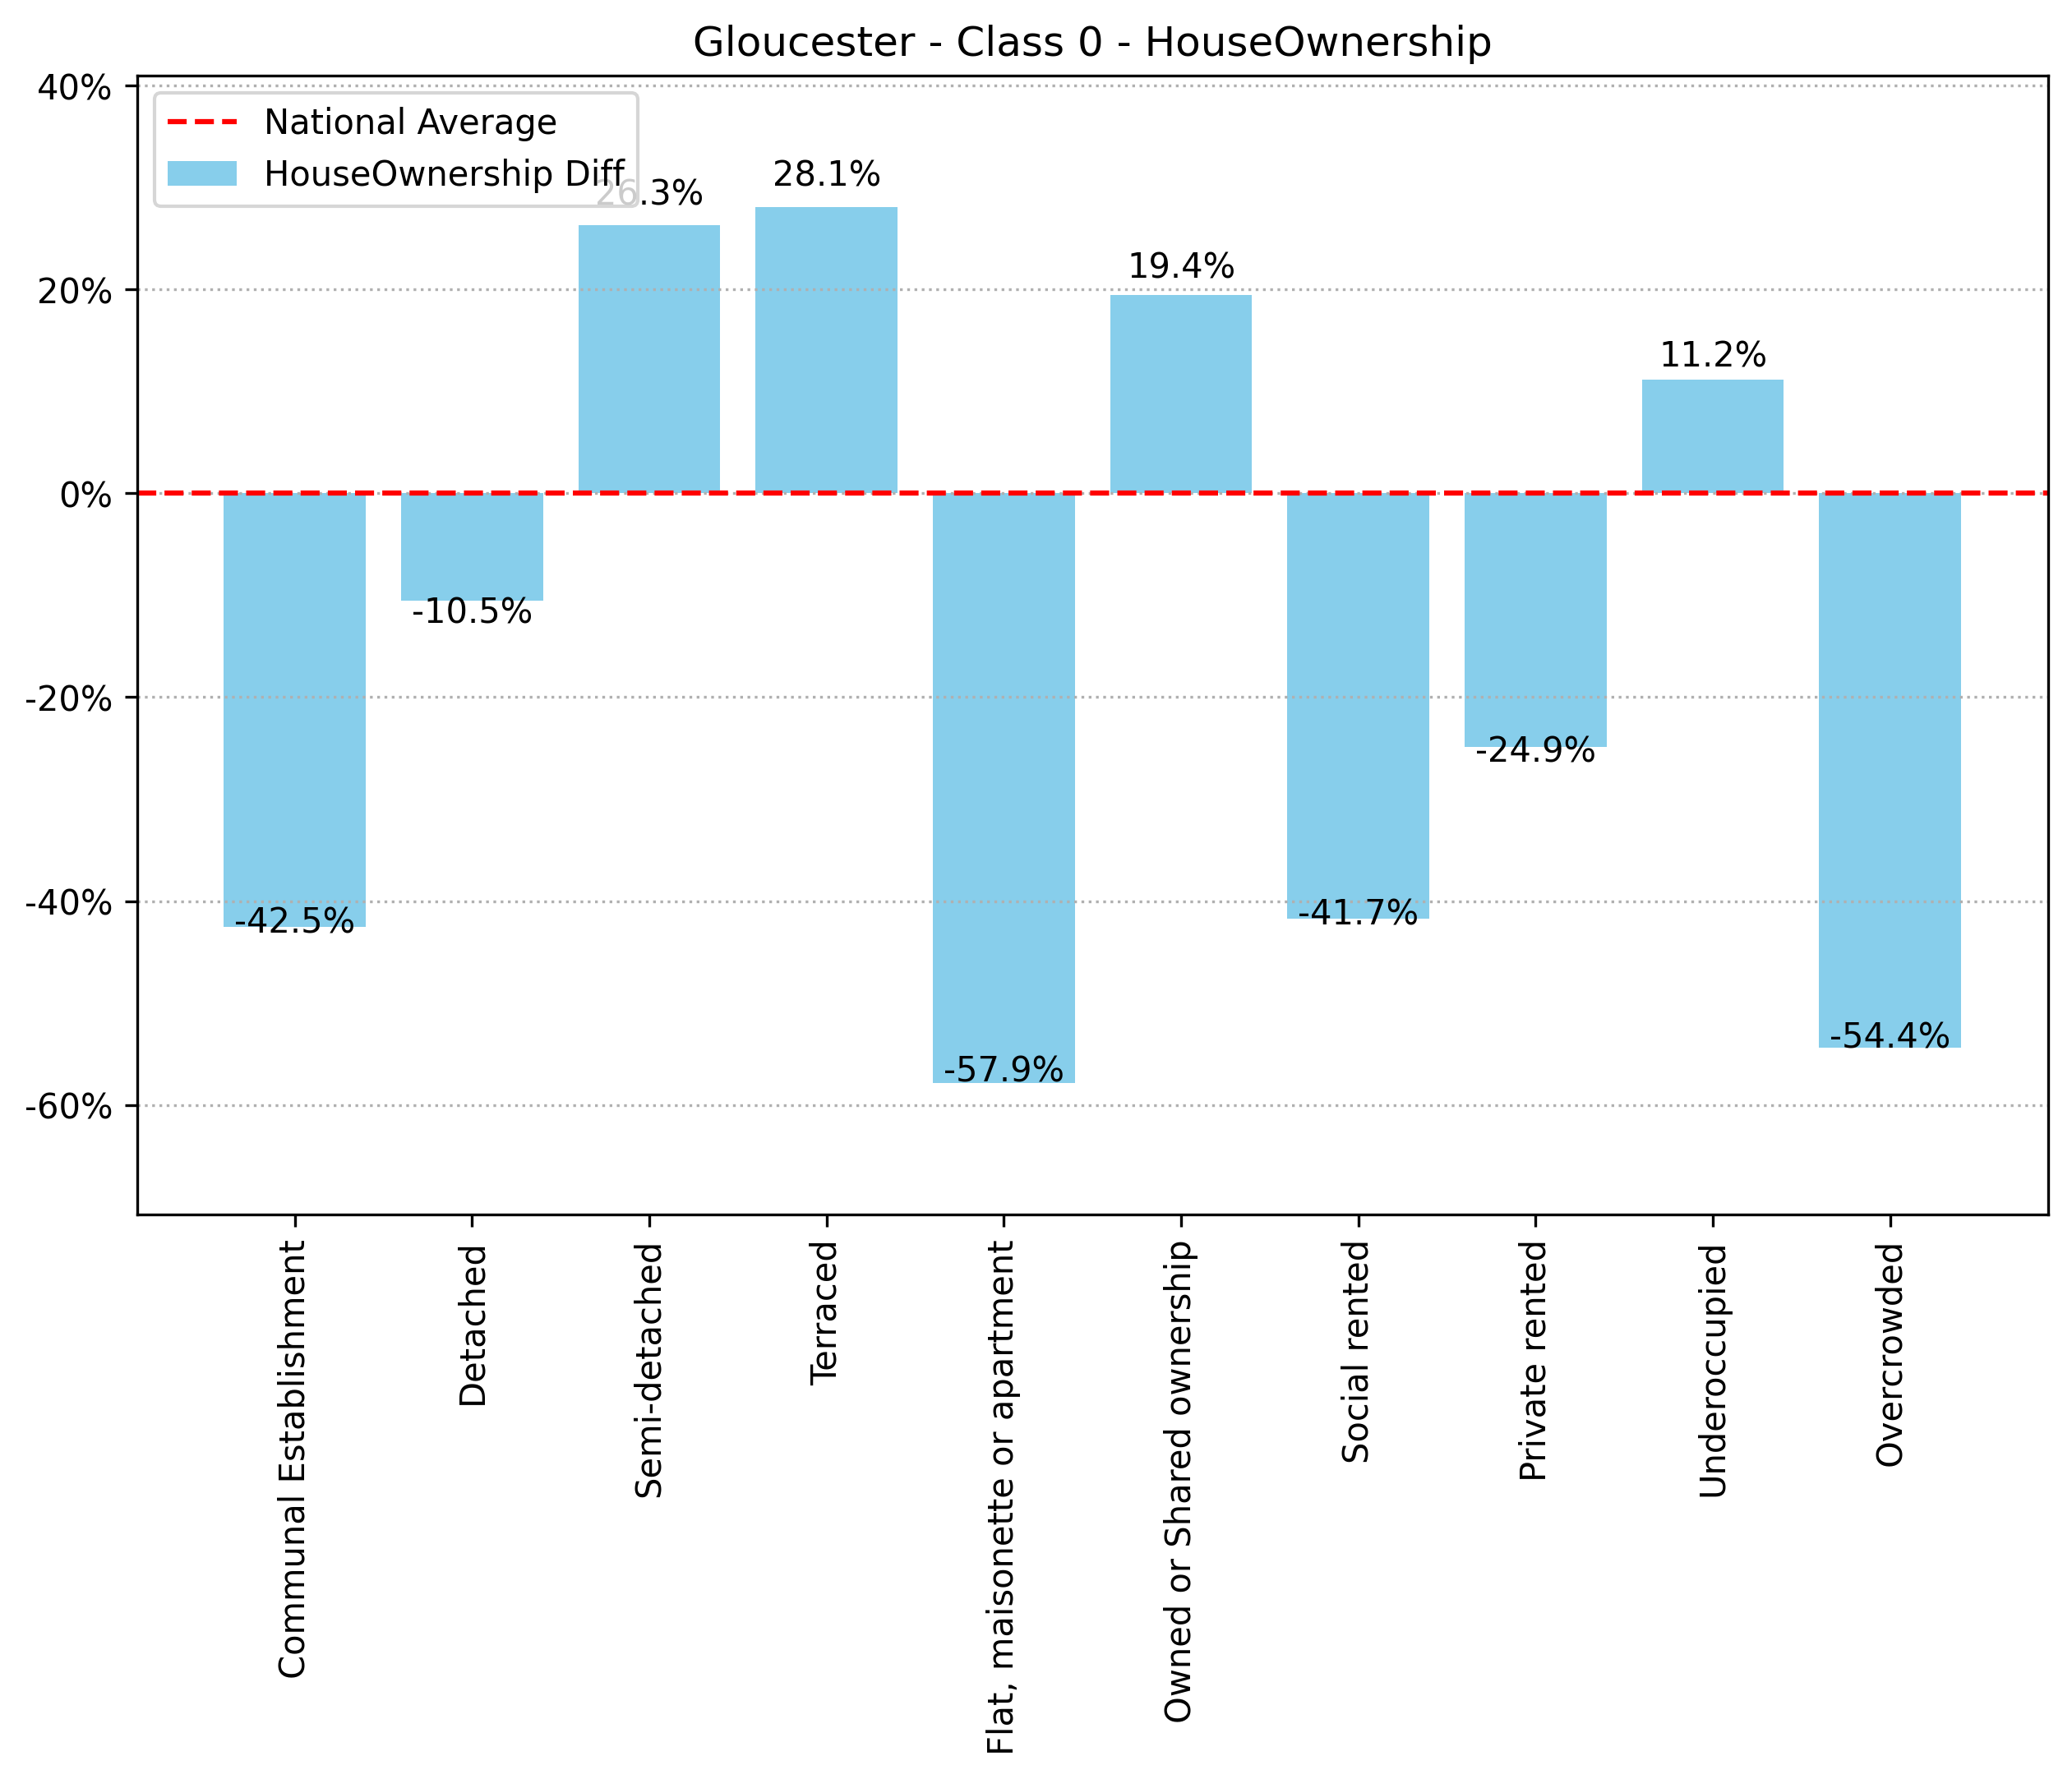 Gloucester - Class 0 - HouseOwnership
40%
20%
0%
-20%
-40%
-60%
National Average
HouseOwnership Diff
-42.5%
-10.5%
26.3%
28.1%
-57.9%
19.4%
-41.7%
-24.9%
11.2%
-54.4%
Communal Establishment
Detached
Semi-detached
Terraced
Flat, maisonette or apartment
Owned or Shared ownership
Social rented
Private rented
Underoccupied
Overcrowded